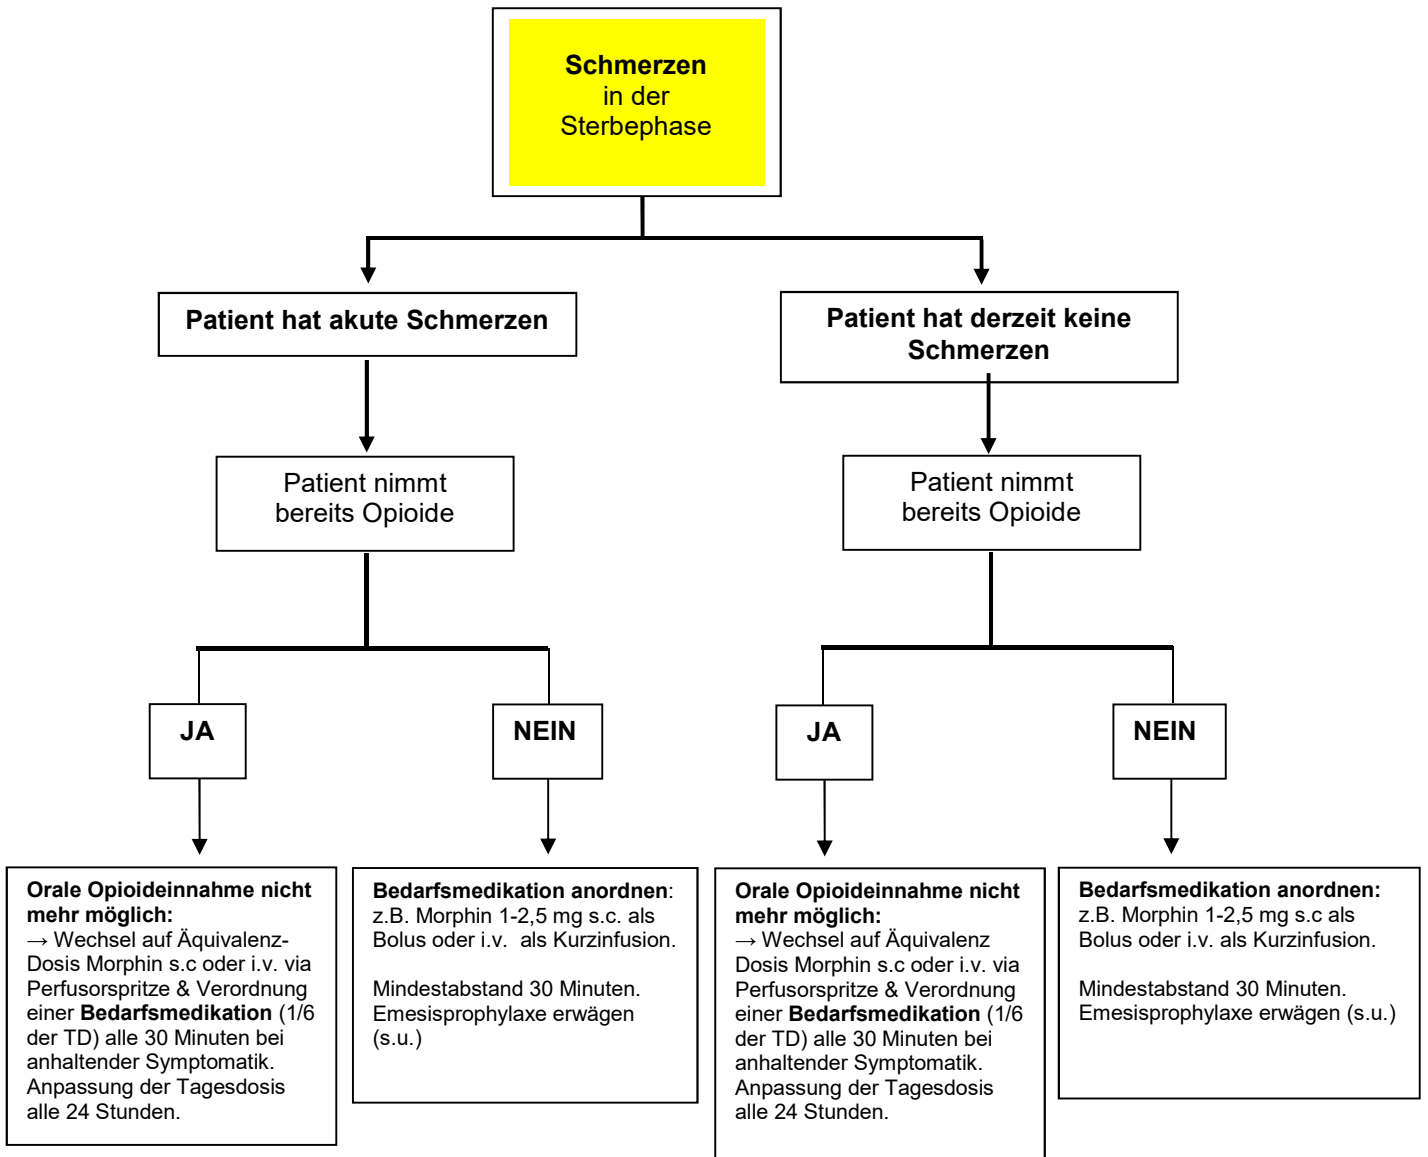 Schmerzen
in der
Sterbephase
Patient hat akute Schmerzen
Patient hat derzeit keine
Schmerzen
Patient nimmt
bereits Opioide
Patient nimmt
bereits Opioide
JA
NEIN
JA
NEIN
Orale Opioideinnahme nicht
mehr möglich:
→ Wechsel auf Äquivalenz-
Dosis Morphin s.c oder i.v. via
Perfusorspritze & Verordnung
einer Bedarfsmedikation (1/6
der TD) alle 30 Minuten bei
anhaltender Symptomatik.
Anpassung der Tagesdosis
alle 24 Stunden.
Bedarfsmedikation anordnen:
z.B. Morphin 1-2,5 mg s.c. als
Bolus oder i.v. als Kurzinfusion.
Mindestabstand 30 Minuten.
Emesisprophylaxe erwägen
(s.u.)
Orale Opioideinnahme nicht
mehr möglich:
→ Wechsel auf Äquivalenz
Dosis Morphin s.c oder i.v. via
Perfusorspritze & Verordnung
einer Bedarfsmedikation (1/6
der TD) alle 30 Minuten bei
anhaltender Symptomatik.
Anpassung der Tagesdosis
alle 24 Stunden.
Bedarfsmedikation anordnen:
z.B. Morphin 1-2,5 mg s.c als
Bolus oder i.v. als Kurzinfusion.
Mindestabstand 30 Minuten.
Emesisprophylaxe erwägen (s.u.)